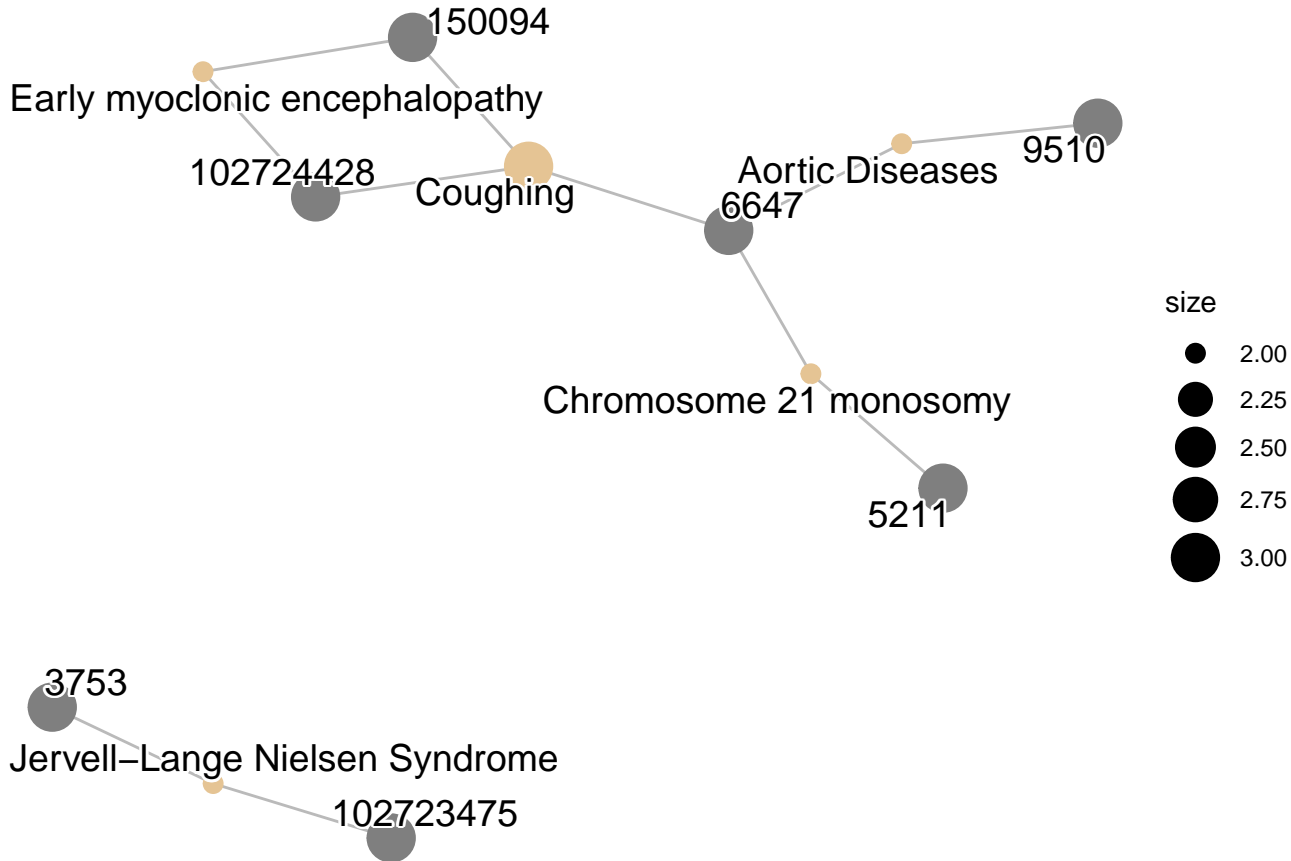 150094
Early myoclonic encephalopathy
9510
102724428
Aortic Diseases
Coughing
6647
size
2.00
Chromosome 21 monosomy
2.25
2.50
5211
2.75
3.00
3753
Jervell–Lange Nielsen Syndrome
102723475